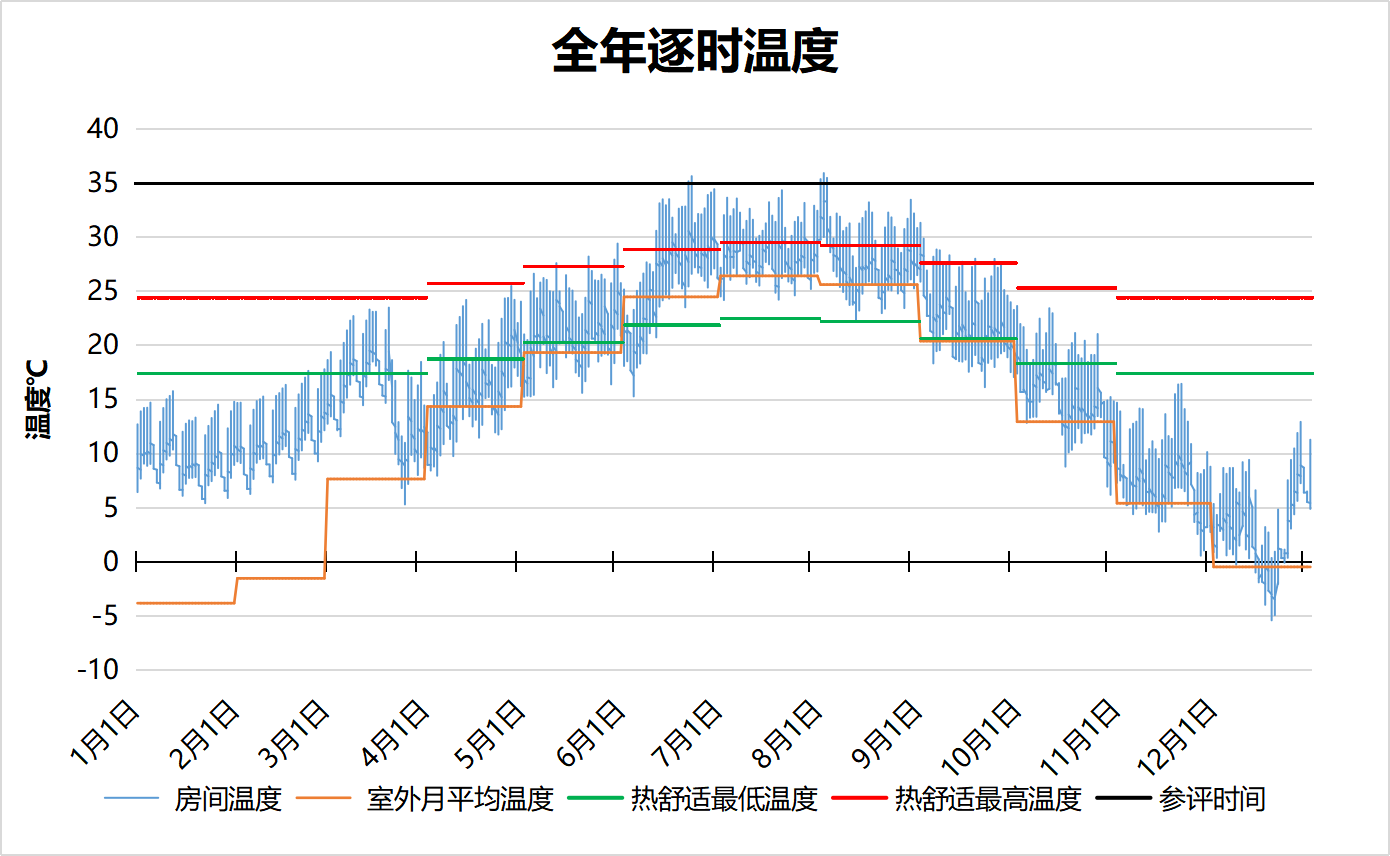 全年逐时温度
40
35
30
25
20
15
10
5
0
-5
-10
温度℃
1月1日
2月1日
3月1日
4月1日
5月1日
6月1日
7月1日
8月1日
9月1日
10月1日
11月1日
12月1日
房间温度 室外月平均温度 热舒适最低温度 热舒适最高温度 参评时间